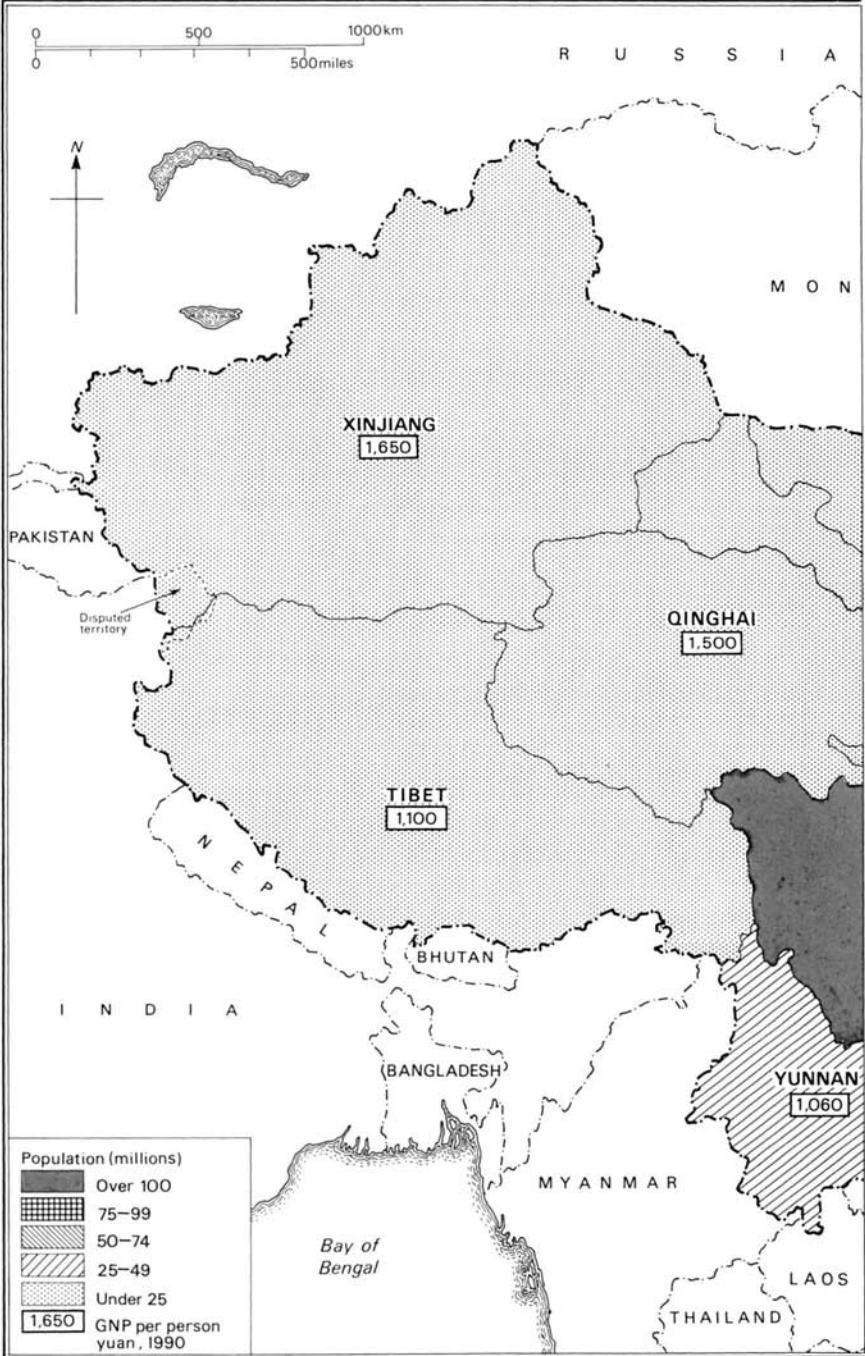 0 500 1000km
0 500miles
R U S S I A
N
M O N
XINJIANG
1,650
PAKISTAN
Disputed
territory
QINGHAI
1,500
TIBET
1,100
N E P A L
BHUTAN
I N D I A
BANGLADESH
YUNNAN
1,060
MYANMAR
Bay of
Bengal
LAOS
THAILAND
Population (millions)
Over 100
75–99
50–74
25–49
Under 25
1,650 GNP per person
yuan, 1990